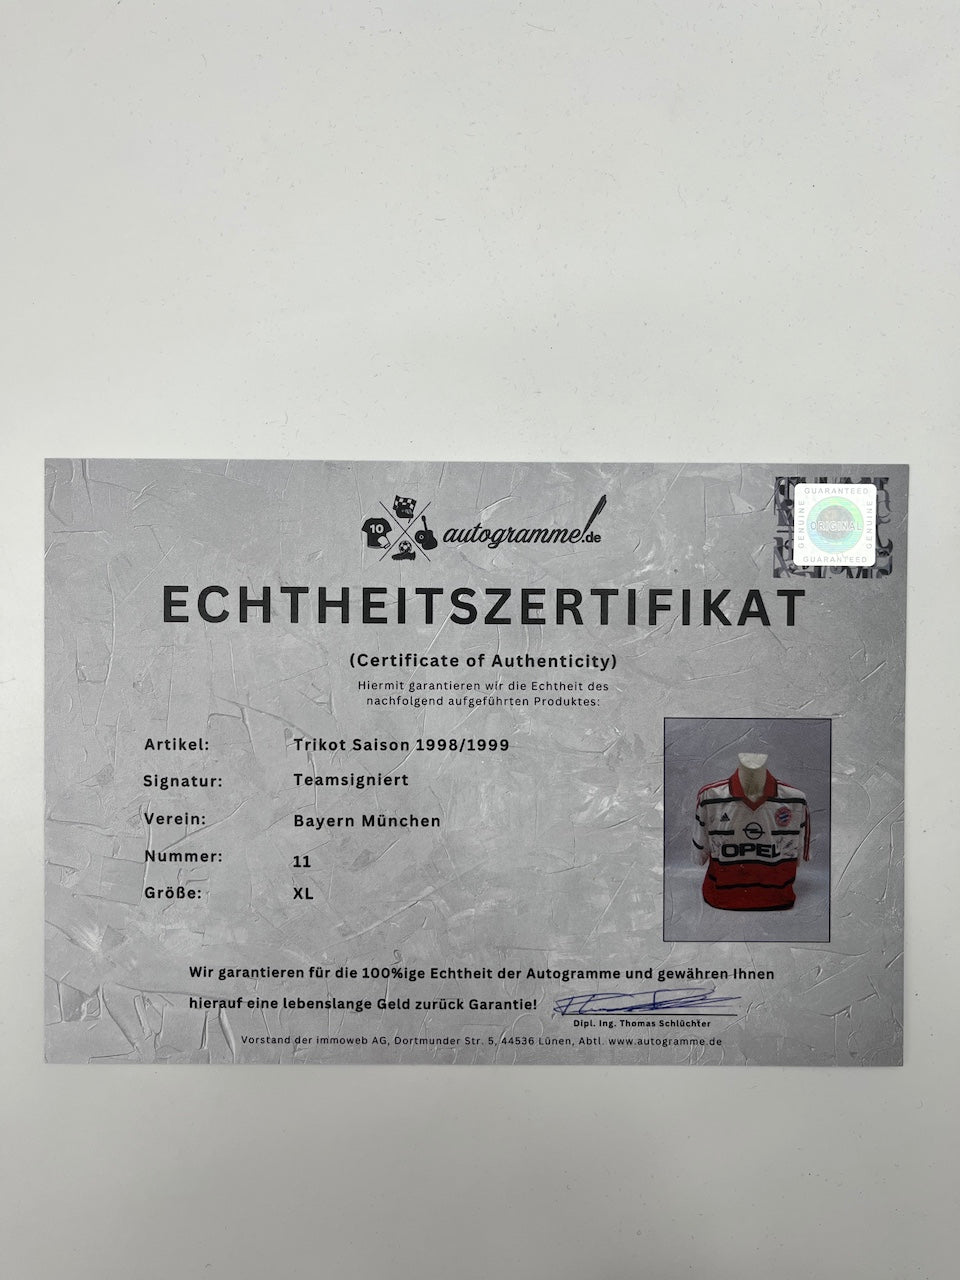 10
autogramme!.de
GUARANTEED
GENUINE
ORIGINAL
GENUINE
GUARANTEED
ECHTHEITSZERTIFIKAT
(Certificate of Authenticity)
Hiermit garantieren wir die Echtheit des
nachfolgend aufgeführten Produktes:
Artikel: Trikot Saison 1998/1999
Signatur: Teamsigniert
Verein: Bayern München
Nummer: 11
Größe: XL
adidas
OPEL
Wir garantieren für die 100%ige Echtheit der Autogramme und gewähren Ihnen
hierauf eine lebenslange Geld zurück Garantie!
Dipl. Ing. Thomas Schlüchter
Vorstand der immoweb AG, Dortmunder Str. 5, 44536 Lünen, Abtl. www.autogramme.de